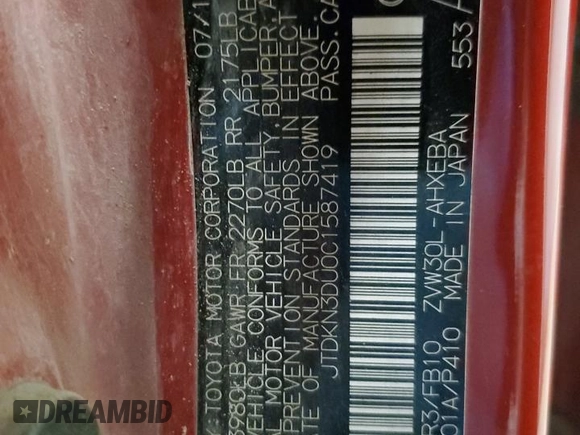 TOYOTA MOTOR CORPORATION 07/1
3980LB GAWR FR 2270LB RR 2175LB
VEHICLE CONFORMS TO ALL APPLICAB
AL MOTOR VEHICLE SAFETY, BUMPER, A
PREVENTION STANDARDS IN EFFECT
ATE OF MANUFACTURE SHOWN ABOVE.
JTDKN3DU0C1587419 PASS.CA
R3/FB10 ZVW30L-AHXEBA
01A/P410 MADE IN JAPAN 553
DREAMBID